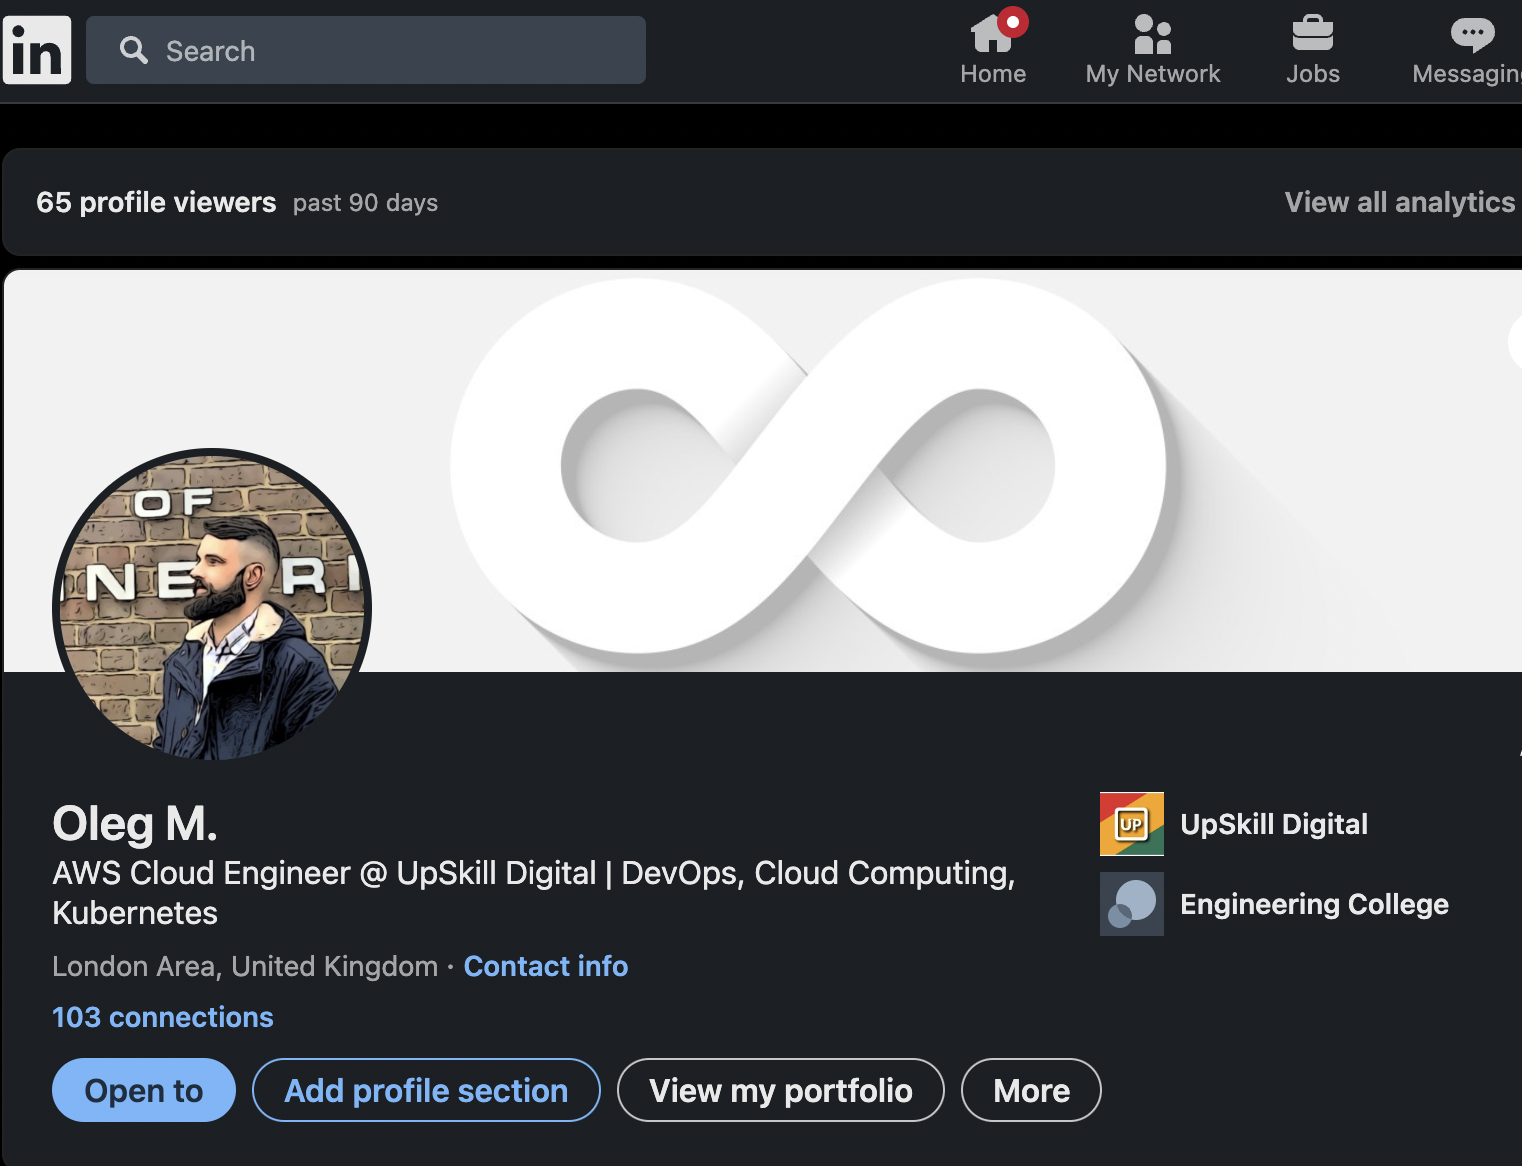 in
Search
Home
My Network
Jobs
Messaging
65 profile viewers past 90 days
View all analytics
OF
NE RI
Oleg M.
AWS Cloud Engineer @ UpSkill Digital | DevOps, Cloud Computing,
Kubernetes
London Area, United Kingdom · Contact info
103 connections
UP UpSkill Digital
Engineering College
Open to
Add profile section
View my portfolio
More